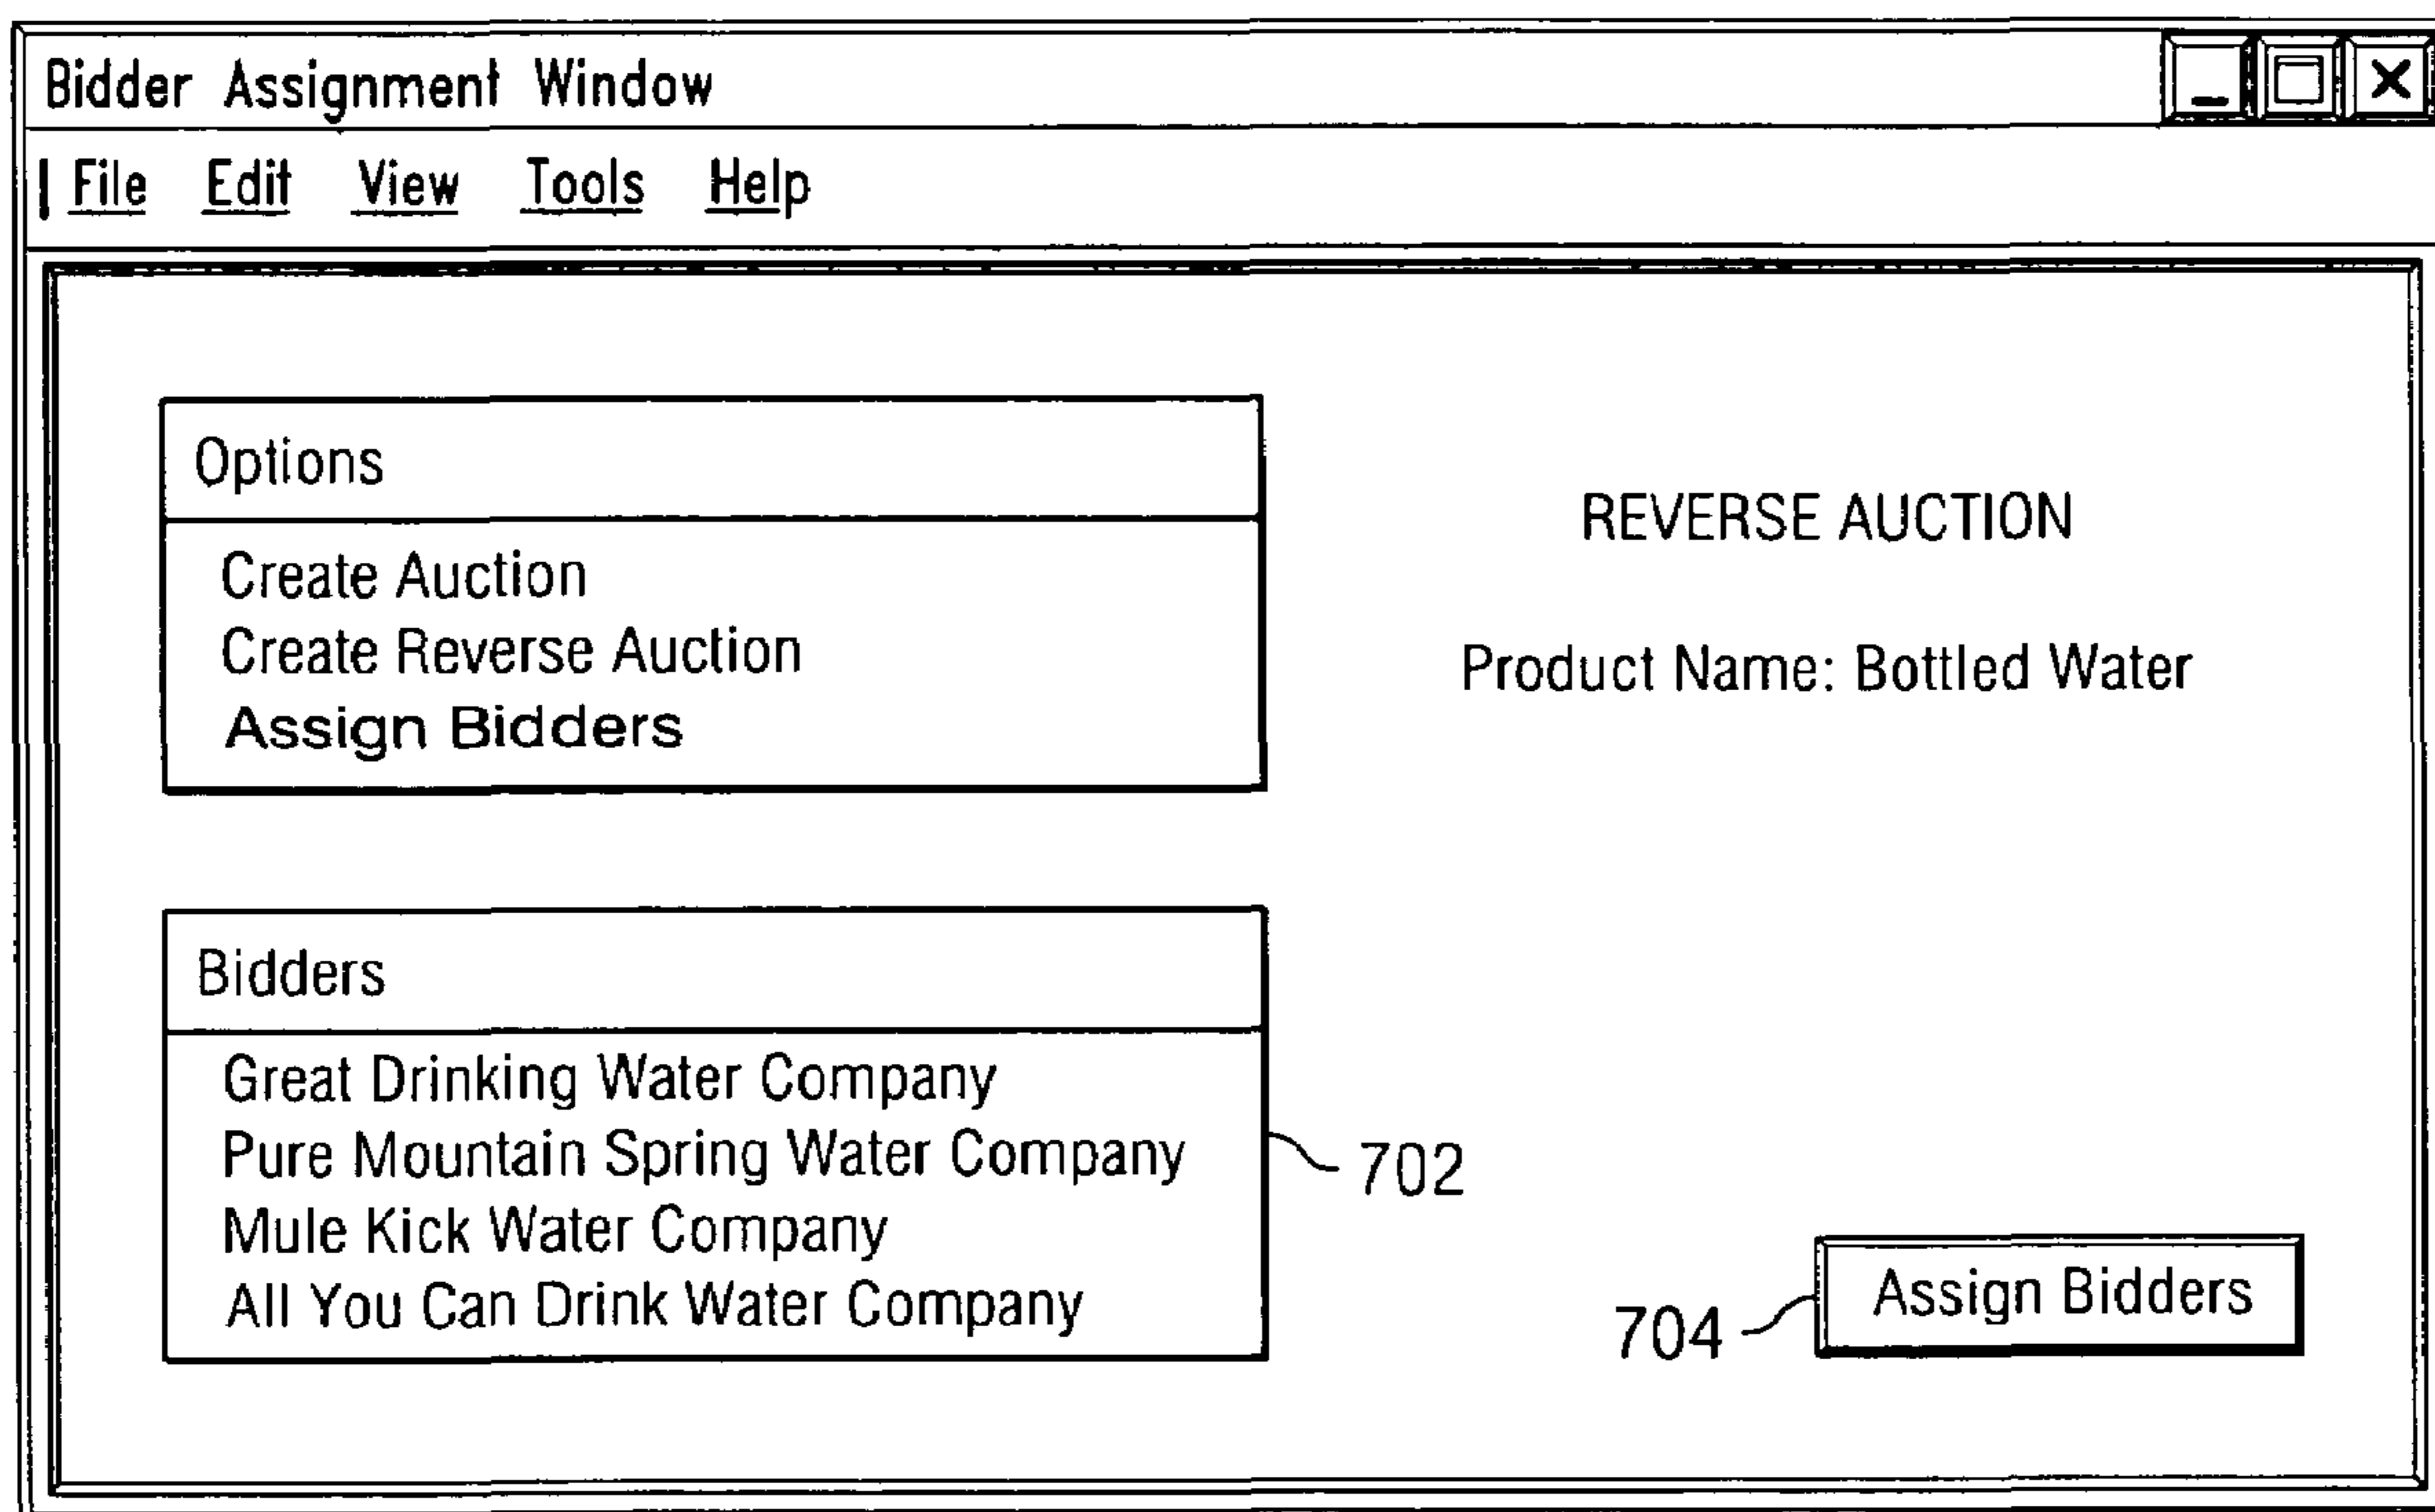 Bidder Assignment Window
File Edit View Tools Help
Options
Create Auction
Create Reverse Auction
Assign Bidders
REVERSE AUCTION
Product Name: Bottled Water
Bidders
Great Drinking Water Company
Pure Mountain Spring Water Company
Mule Kick Water Company
All You Can Drink Water Company
702
704
Assign Bidders